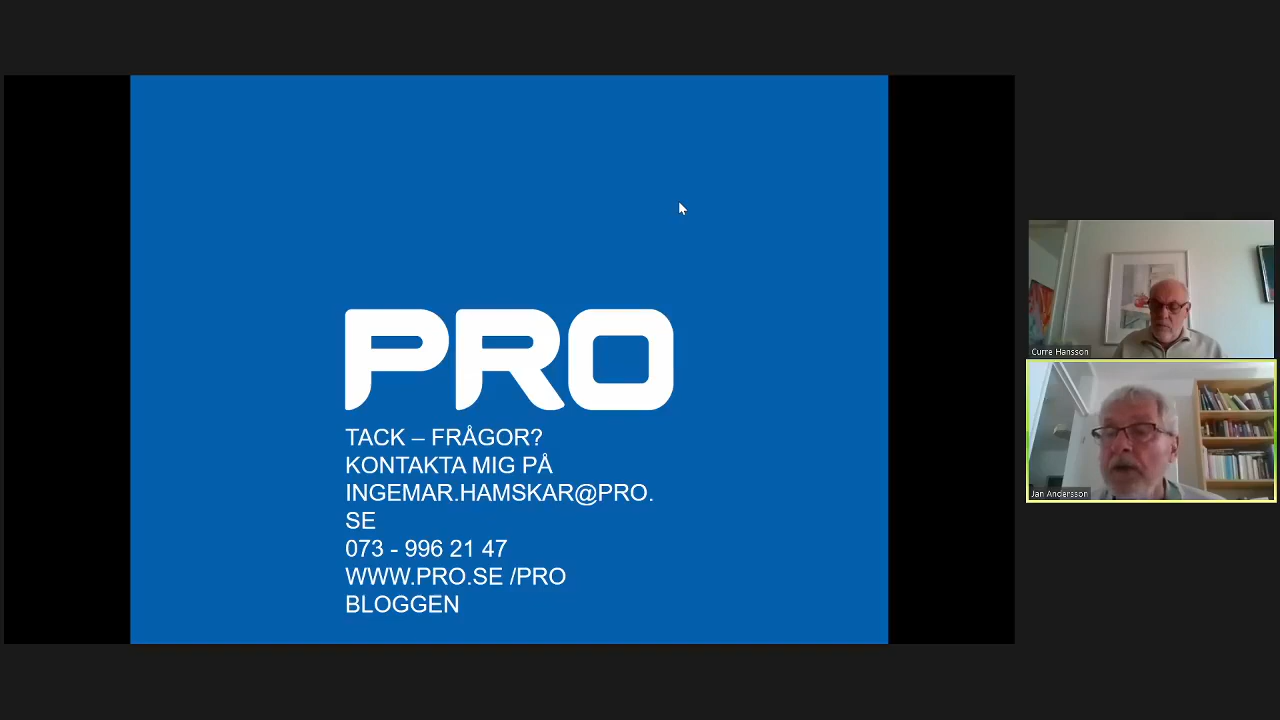 PRO
TACK – FRÅGOR?
KONTAKTA MIG PÅ
INGEMAR.HAMSKAR@PRO.
SE
073 - 996 21 47
WWW.PRO.SE /PRO
BLOGGEN
Curre Hansson
Jan Andersson